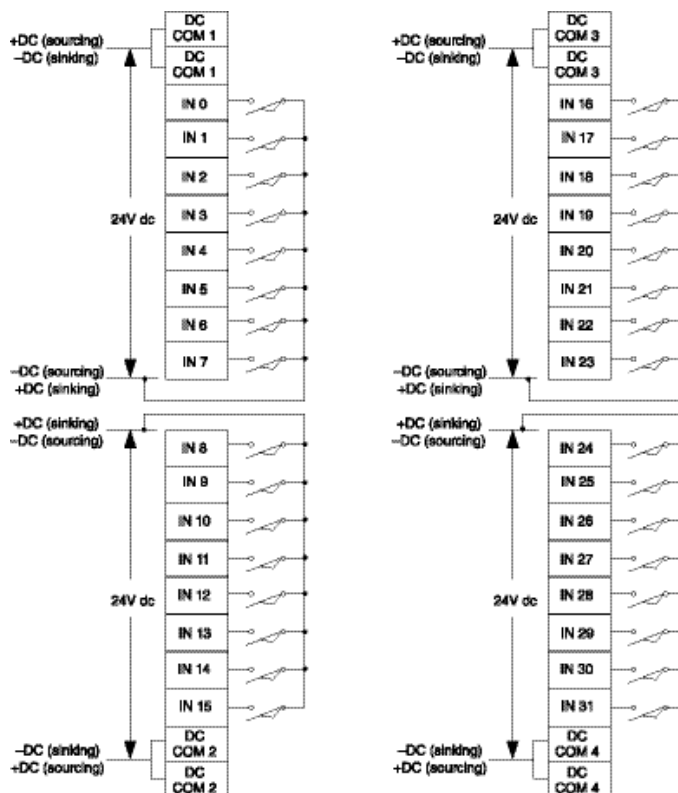 DC
COM 1
DC
COM 1
+DC (sourcing)
–DC (sinking)
IN 0
IN 1
IN 2
IN 3
24V dc
IN 4
IN 5
IN 6
IN 7
–DC (sourcing)
+DC (sinking)
+DC (sinking)
–DC (sourcing)
IN 8
IN 9
IN 10
IN 11
24V dc
IN 12
IN 13
IN 14
IN 15
DC
COM 2
DC
COM 2
–DC (sinking)
+DC (sourcing)
DC
COM 3
DC
COM 3
+DC (sourcing)
–DC (sinking)
IN 16
IN 17
IN 18
IN 19
24V dc
IN 20
IN 21
IN 22
IN 23
–DC (sourcing)
+DC (sinking)
+DC (sinking)
–DC (sourcing)
IN 24
IN 25
IN 26
IN 27
24V dc
IN 28
IN 29
IN 30
IN 31
DC
COM 4
DC
COM 4
–DC (sinking)
+DC (sourcing)